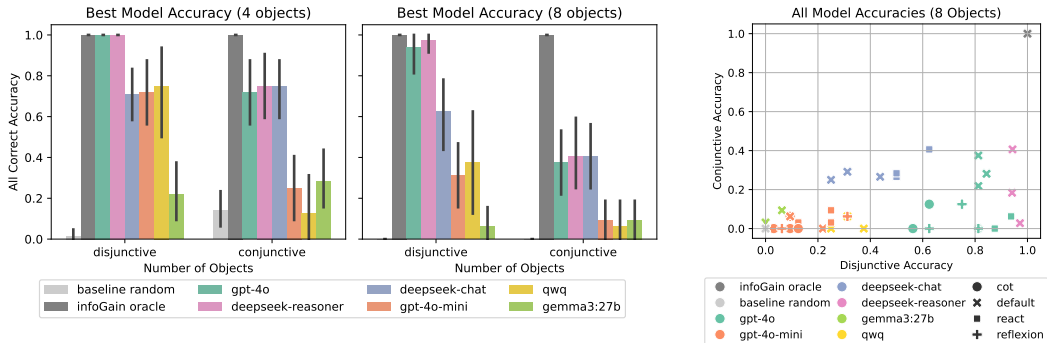 Best Model Accuracy (4 objects)
All Correct Accuracy
1.0
0.8
0.6
0.4
0.2
0.0
disjunctive
conjunctive
Number of Objects
Best Model Accuracy (8 objects)
disjunctive
conjunctive
Number of Objects
baseline random
gpt-4o
deepseek-chat
qwq
infoGain oracle
deepseek-reasoner
gpt-4o-mini
gemma3:27b
All Model Accuracies (8 Objects)
Conjunctive Accuracy
1.0
0.8
0.6
0.4
0.2
0.0
0.0
0.2
0.4
0.6
0.8
1.0
Disjunctive Accuracy
infoGain oracle
deepseek-chat
cot
baseline random
deepseek-reasoner
default
gpt-4o
gemma3:27b
react
gpt-4o-mini
qwq
reflexion